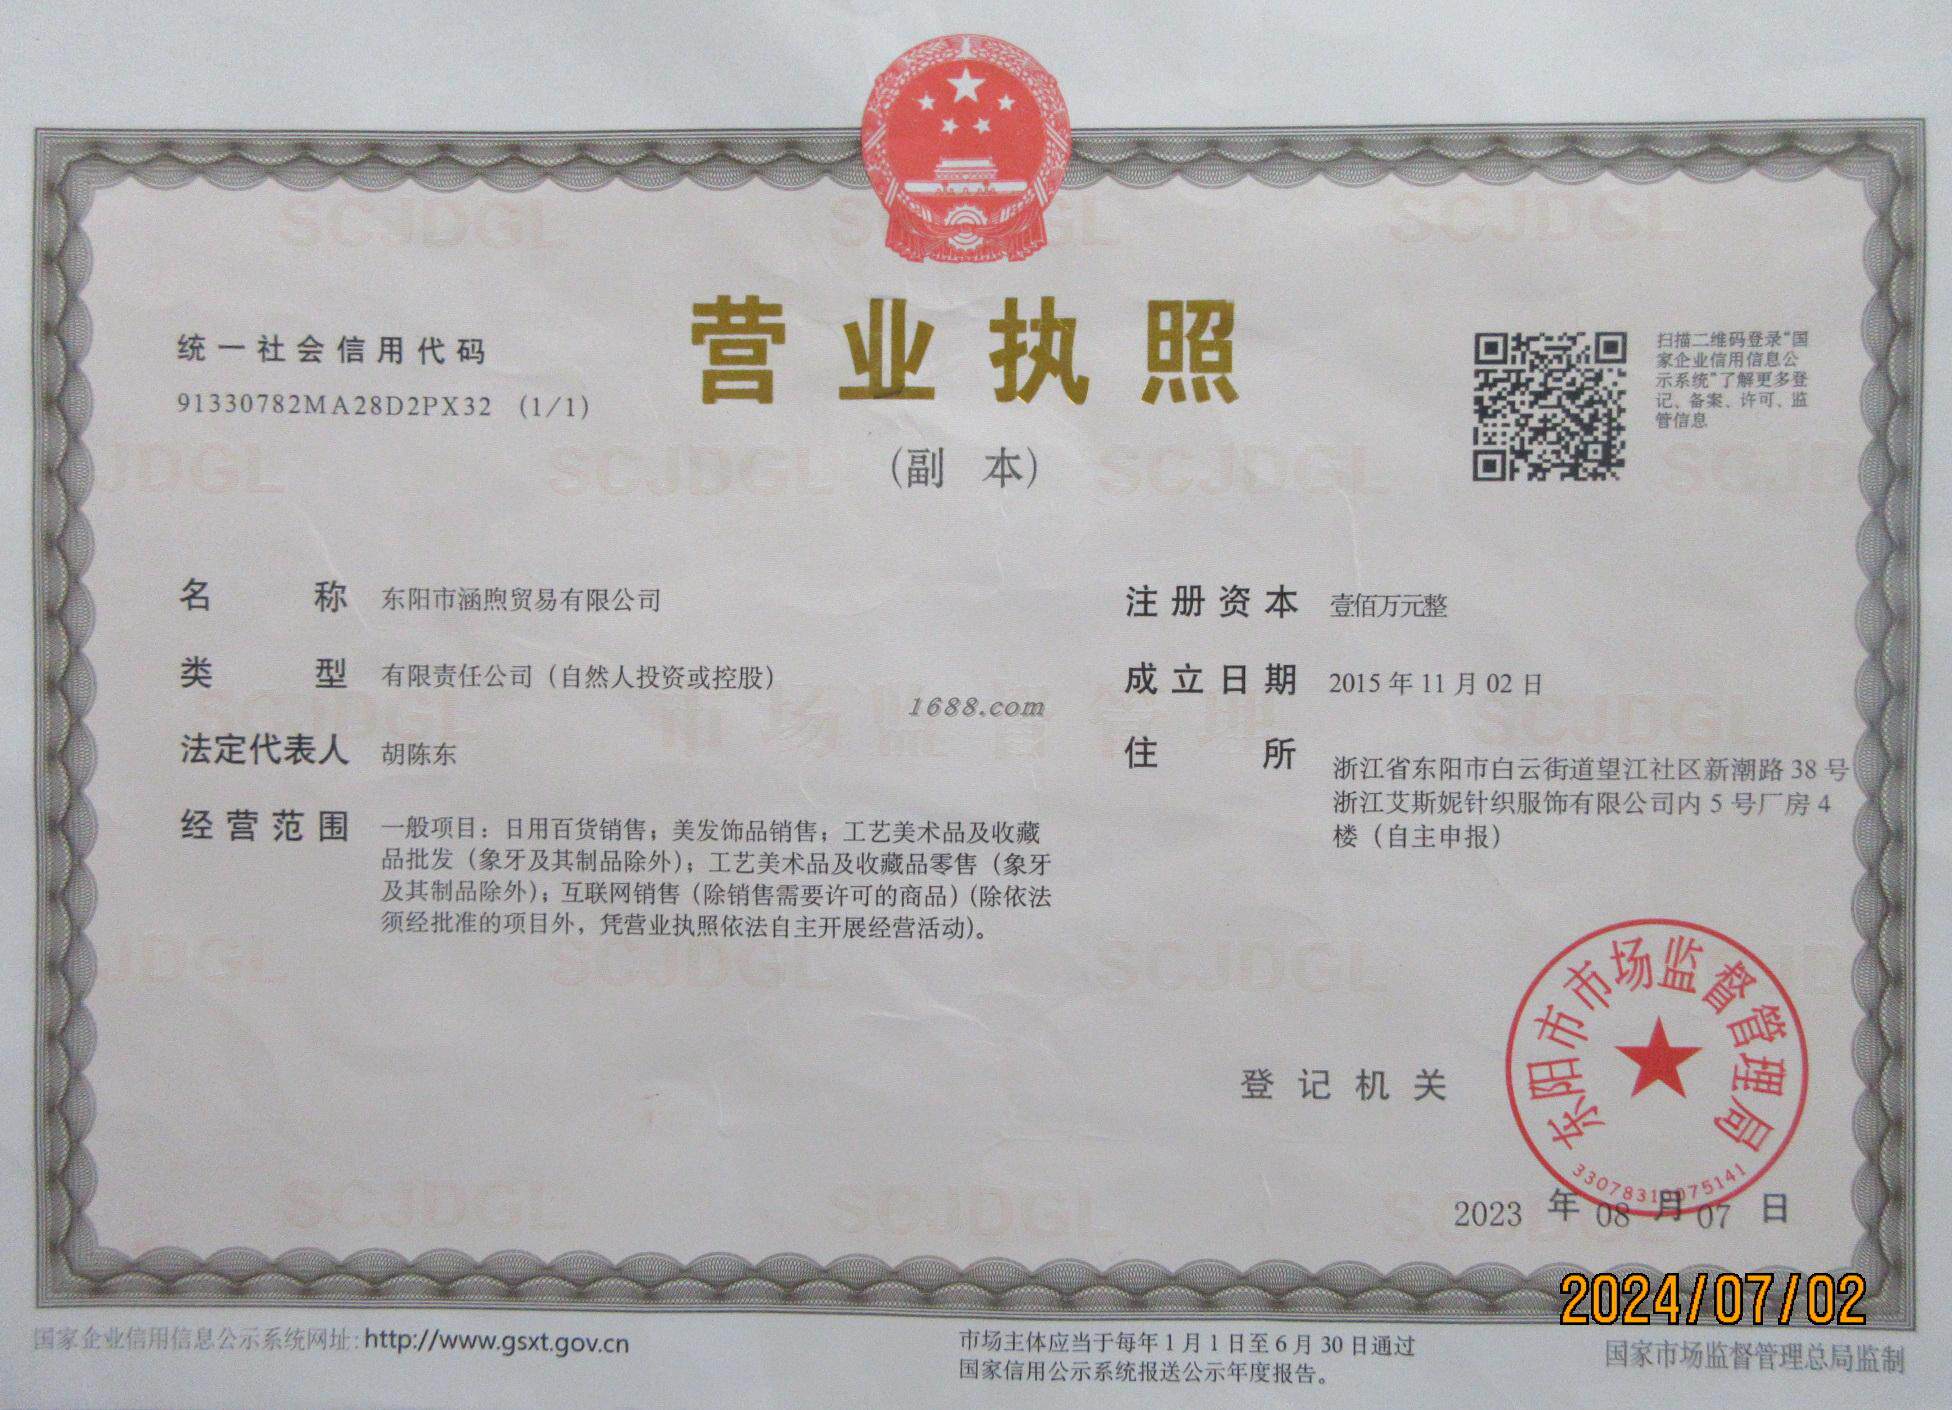 营业执照
(副 本)
统一社会信用代码
91330782MA28D2PX32 (1/1)
扫描二维码登录“国
家企业信用信息公
示系统”了解更多登
记、备案、许可、监
管信息
名称 东阳市涵煦贸易有限公司
类型 有限责任公司（自然人投资或控股）
法定代表人 胡陈东
经营范围 一般项目：日用百货销售；美发饰品销售；工艺美术品及收藏
品批发（象牙及其制品除外）；工艺美术品及收藏品零售（象牙
及其制品除外）；互联网销售（除销售需要许可的商品）(除依法
须经批准的项目外，凭营业执照依法自主开展经营活动)。
注册资本 壹佰万元整
成立日期 2015 年 11 月 02 日
住所 浙江省东阳市白云街道望江社区新潮路 38 号
浙江艾斯妮针织服饰有限公司内 5 号厂房 4
楼（自主申报）
1688.com
登记机关
东阳市市场监督管理局
2023 年 08 月 07 日
2024/07/02
国家企业信用信息公示系统网址：http://www.gsxt.gov.cn
市场主体应当于每年 1 月 1 日至 6 月 30 日通过
国家信用公示系统报送公示年度报告。
国家市场监督管理总局监制
SCJDGL
市场监督管理